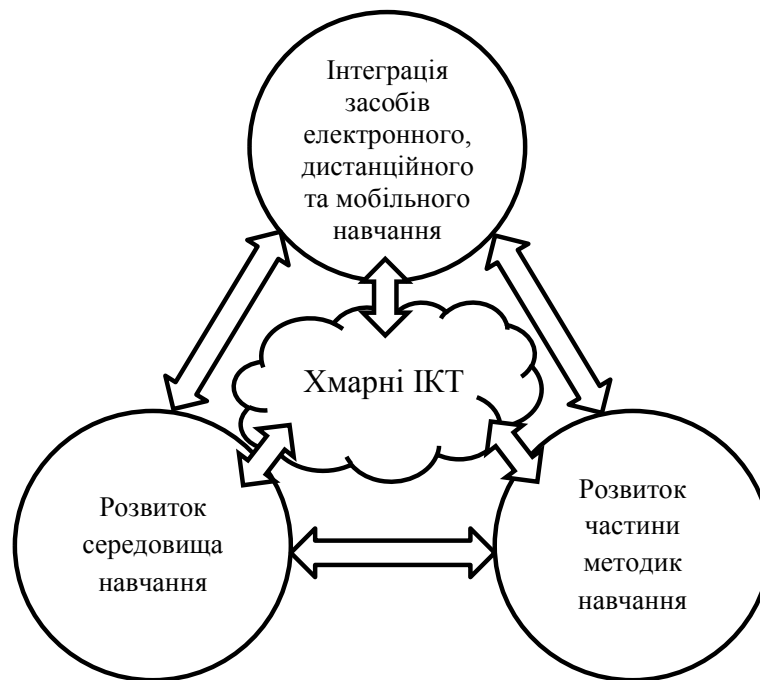 Інтеграція
засобів
електронного,
дистанційного
та мобільного
навчання
Хмарні ІКТ
Розвиток
середовища
навчання
Розвиток
частини
методик
навчання